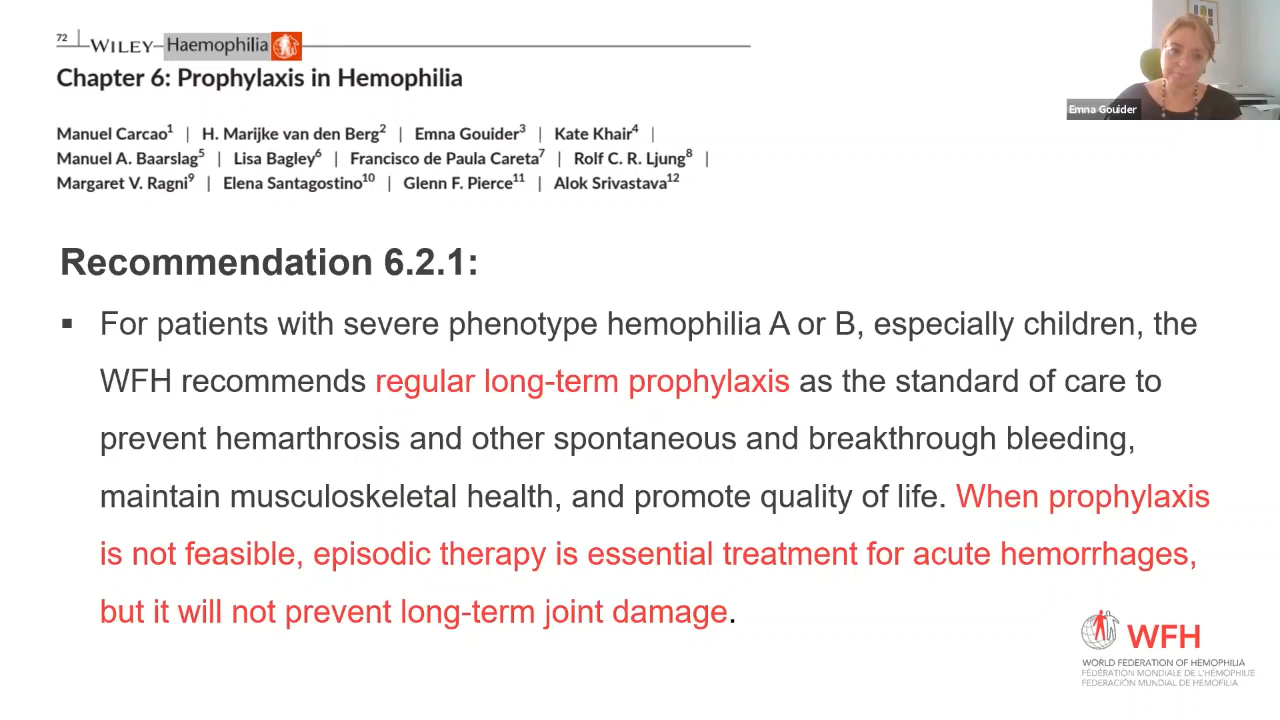 72
WILEY
Haemophilia
Chapter 6: Prophylaxis in Hemophilia
Manuel Carcao1 | H. Marijke van den Berg2 | Emna Gouider3 | Kate Khair4 |
Manuel A. Baarslag5 | Lisa Bagley6 | Francisco de Paula Careta7 | Rolf C. R. Ljung8 |
Margaret V. Ragni9 | Elena Santagostino10 | Glenn F. Pierce11 | Alok Srivastava12
Emna Gouider
Recommendation 6.2.1:
▪ For patients with severe phenotype hemophilia A or B, especially children, the
WFH recommends regular long-term prophylaxis as the standard of care to
prevent hemarthrosis and other spontaneous and breakthrough bleeding,
maintain musculoskeletal health, and promote quality of life. When prophylaxis
is not feasible, episodic therapy is essential treatment for acute hemorrhages,
but it will not prevent long-term joint damage.
WFH
WORLD FEDERATION OF HEMOPHILIA
FÉDÉRATION MONDIALE DE L'HÉMOPHILIE
FEDERACIÓN MUNDIAL DE HEMOFILIA